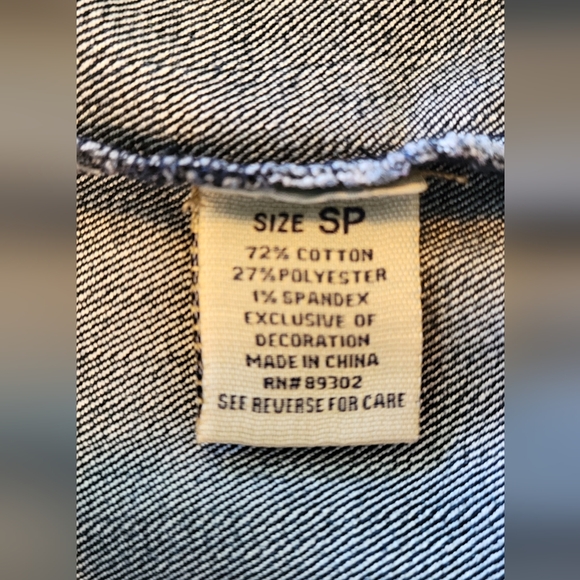 SIZE SP
72% COTTON
27% POLYESTER
1% SPANDEX
EXCLUSIVE OF
DECORATION
MADE IN CHINA
RN# 89302
SEE REVERSE FOR CARE